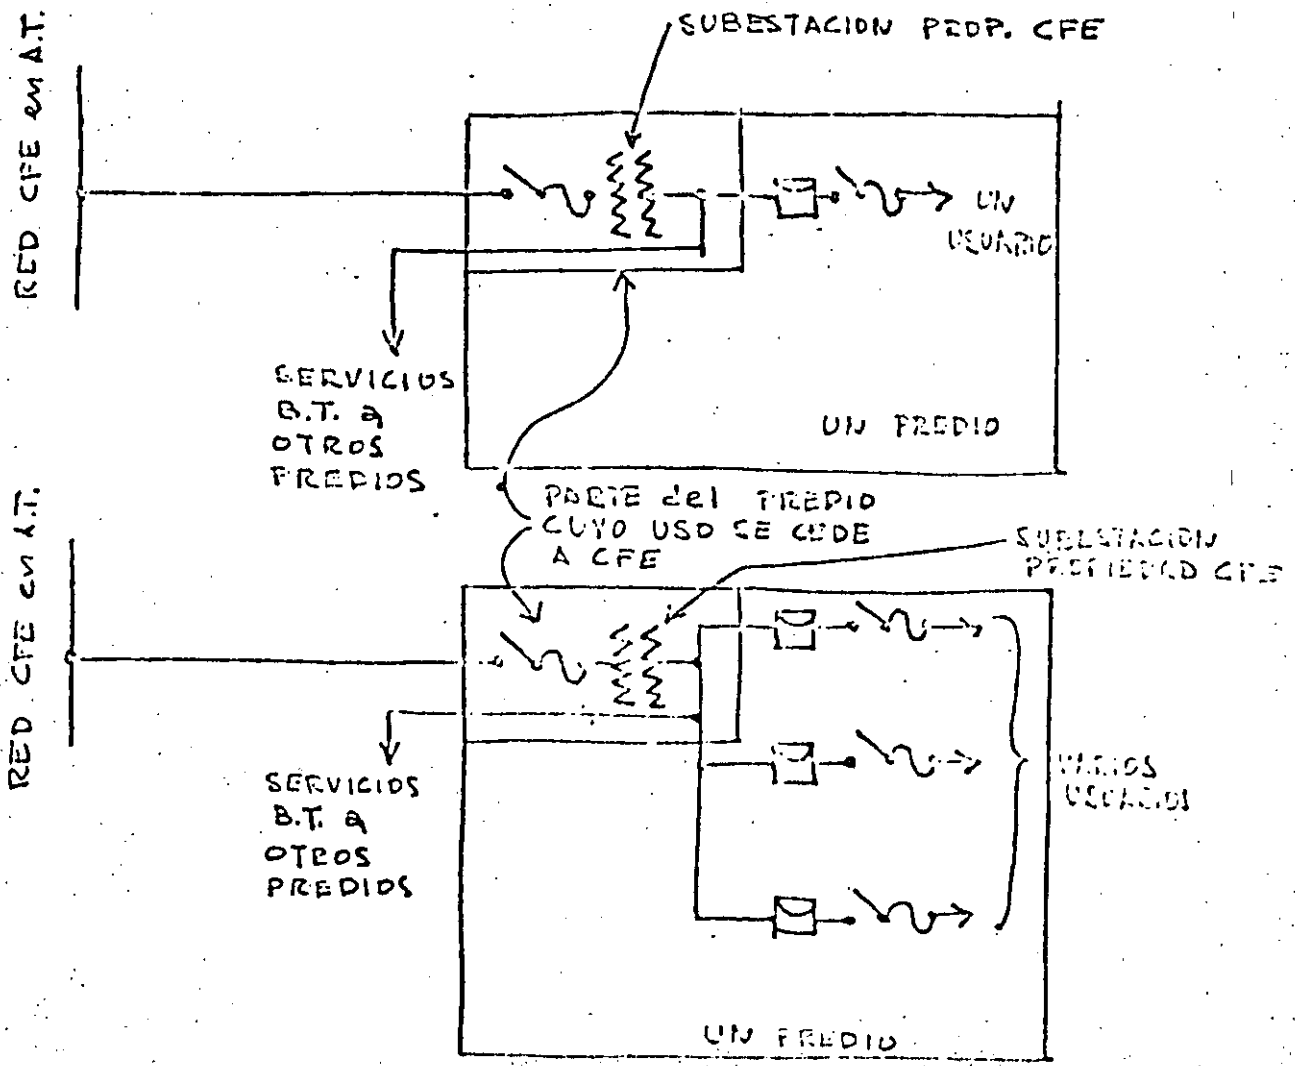 SUBESTACION PROP. CFE
RED CFE en A.T.
UN
USUARIO
SERVICIOS
B.T. a
OTROS
PREDIOS
UN PREDIO
PARTE del PREDIO
CUYO USO SE CEDE
A CFE
SUBESTACION
PROPIEDAD CFE
RED CFE en A.T.
SERVICIOS
B.T. a
OTROS
PREDIOS
VARIOS
USUARIOS
UN PREDIO